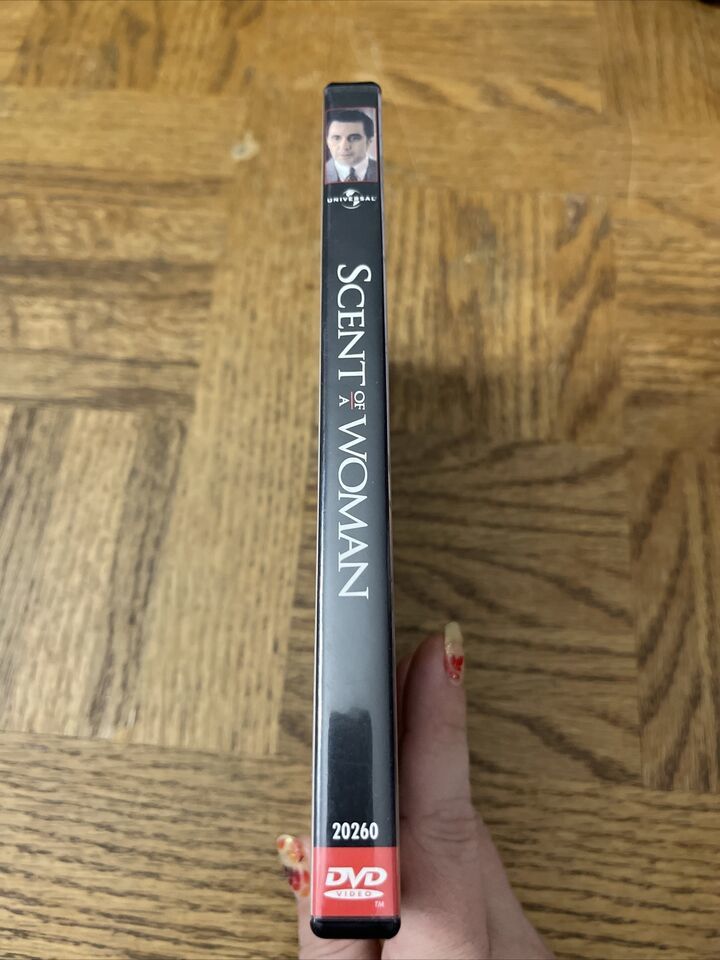 UNIVERSAL
SCENT OF A WOMAN
20260
DVD
VIDEO
TM